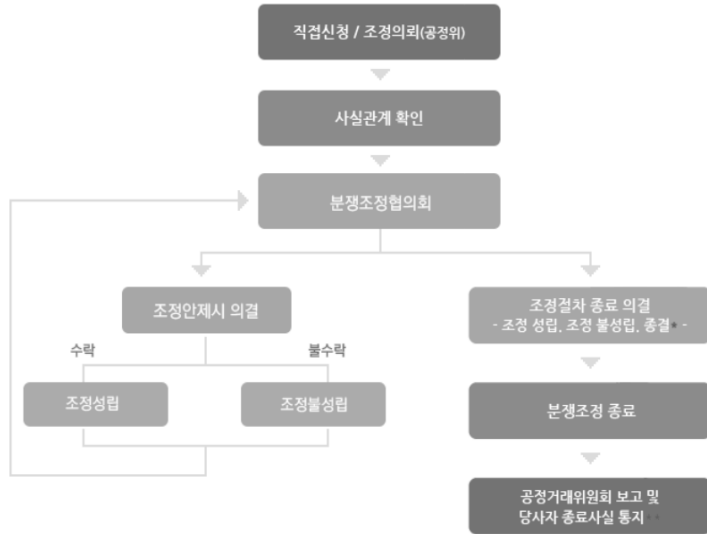 직접신청 / 조정의뢰(공정위)
사실관계 확인
분쟁조정협의회
조정안제시 의결
수락
불수락
조정성립
조정불성립
조정절차 종료 의결
- 조정 성립, 조정 불성립, 종결* -
분쟁조정 종료
공정거래위원회 보고 및
당사자 종료사실 통지**